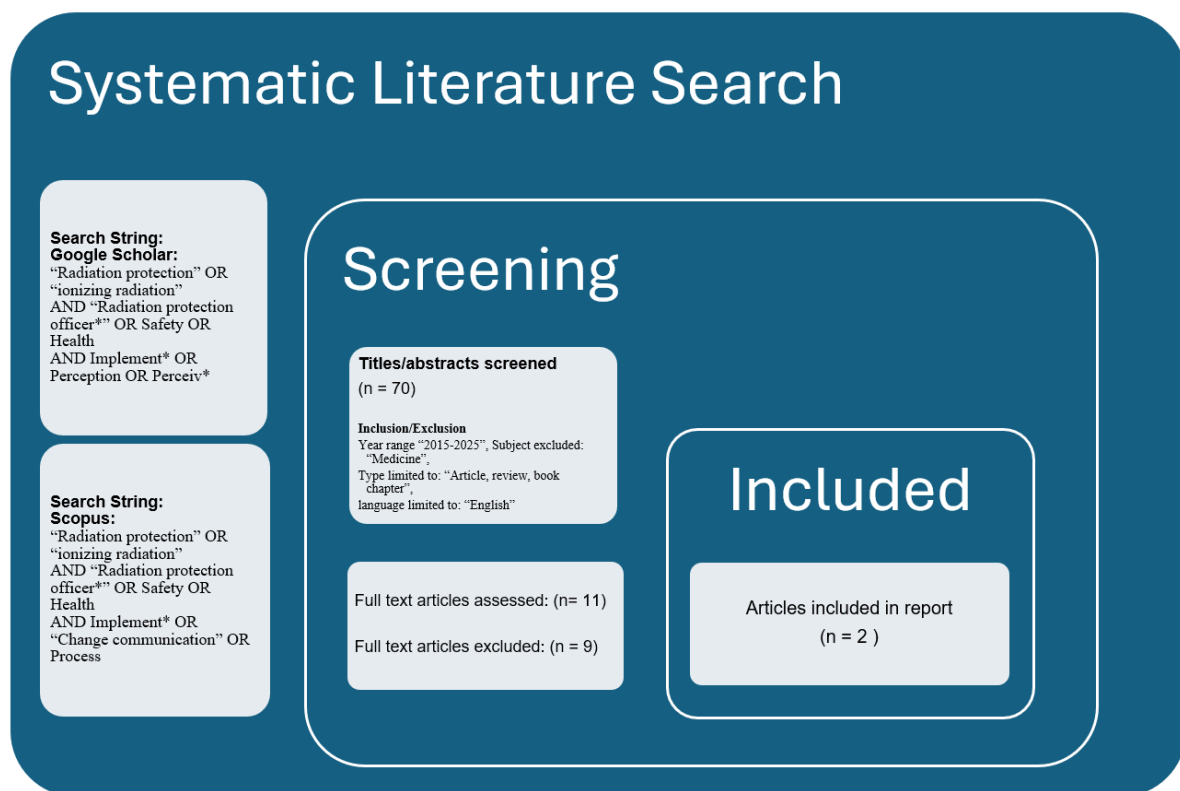 Systematic Literature Search
Search String:
Google Scholar:
“Radiation protection” OR
“ionizing radiation”
AND “Radiation protection
officer*” OR Safety OR
Health
AND Implement* OR
Perception OR Perceiv*
Search String:
Scopus:
“Radiation protection” OR
“ionizing radiation”
AND “Radiation protection
officer*” OR Safety OR
Health
AND Implement* OR
“Change communication” OR
Process
Screening
Titles/abstracts screened
(n = 70)
Inclusion/Exclusion
Year range “2015-2025”, Subject excluded:
“Medicine”,
Type limited to: “Article, review, book
chapter”,
language limited to: “English”
Full text articles assessed: (n= 11)
Full text articles excluded: (n = 9)
Included
Articles included in report
(n = 2 )